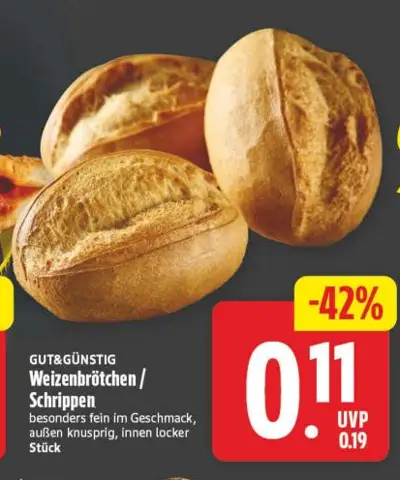 -42%
GUT&GÜNSTIG
Weizenbrötchen /
Schrippen
besonders fein im Geschmack,
außen knusprig, innen locker
Stück
0.11
UVP
0.19